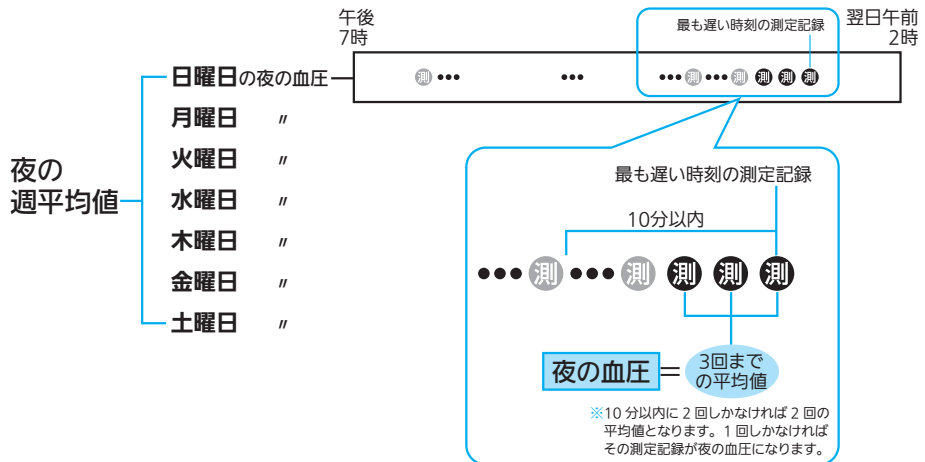 午後
7時
最も遅い時刻の測定記録
翌日午前
2時
日曜日の夜の血圧
測•••
•••
•••測•••測測測測
月曜日 〃
火曜日 〃
水曜日 〃
木曜日 〃
金曜日 〃
土曜日 〃
夜の
週平均値
最も遅い時刻の測定記録
10分以内
•••測•••測測測測
夜の血圧=
3回まで
の平均値
※10分以内に2回しかなければ2回の
平均値となります。1回しかなければ
その測定記録が夜の血圧になります。